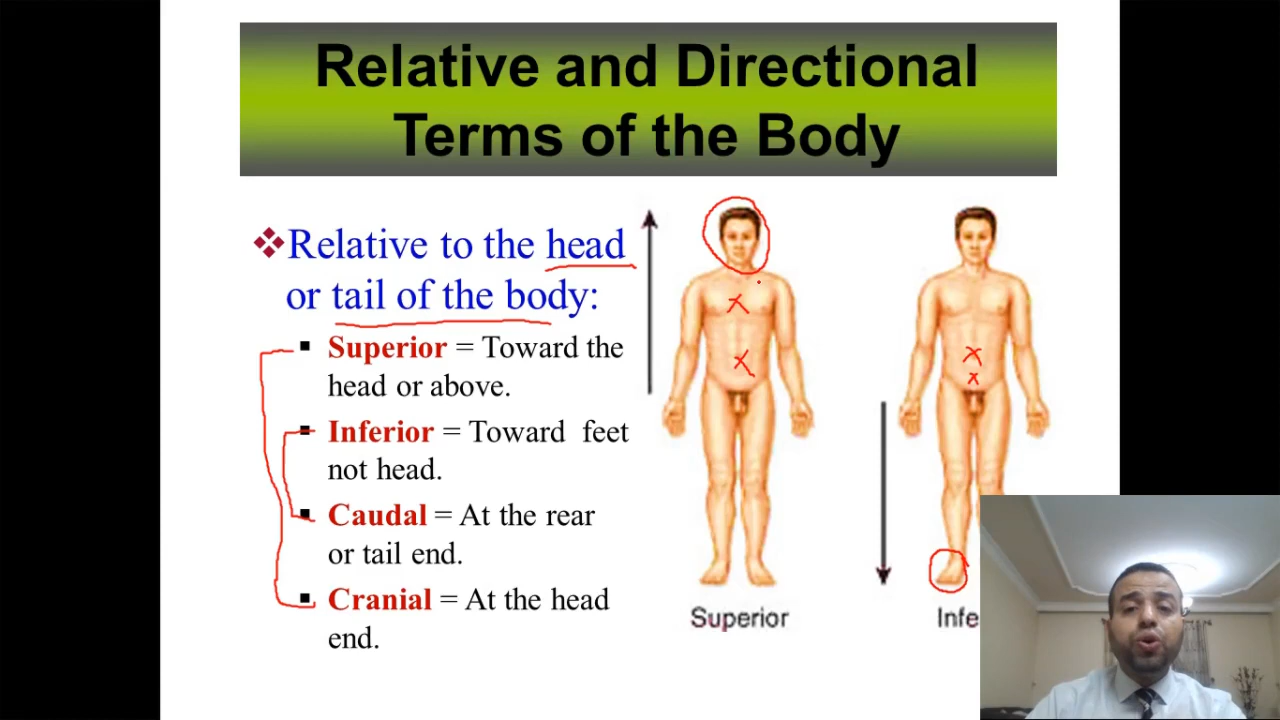 Relative and Directional
Terms of the Body
Relative to the head
or tail of the body:
Superior = Toward the
head or above.
Inferior = Toward feet
not head.
Caudal = At the rear
or tail end.
Cranial = At the head
end.
Superior
Infe